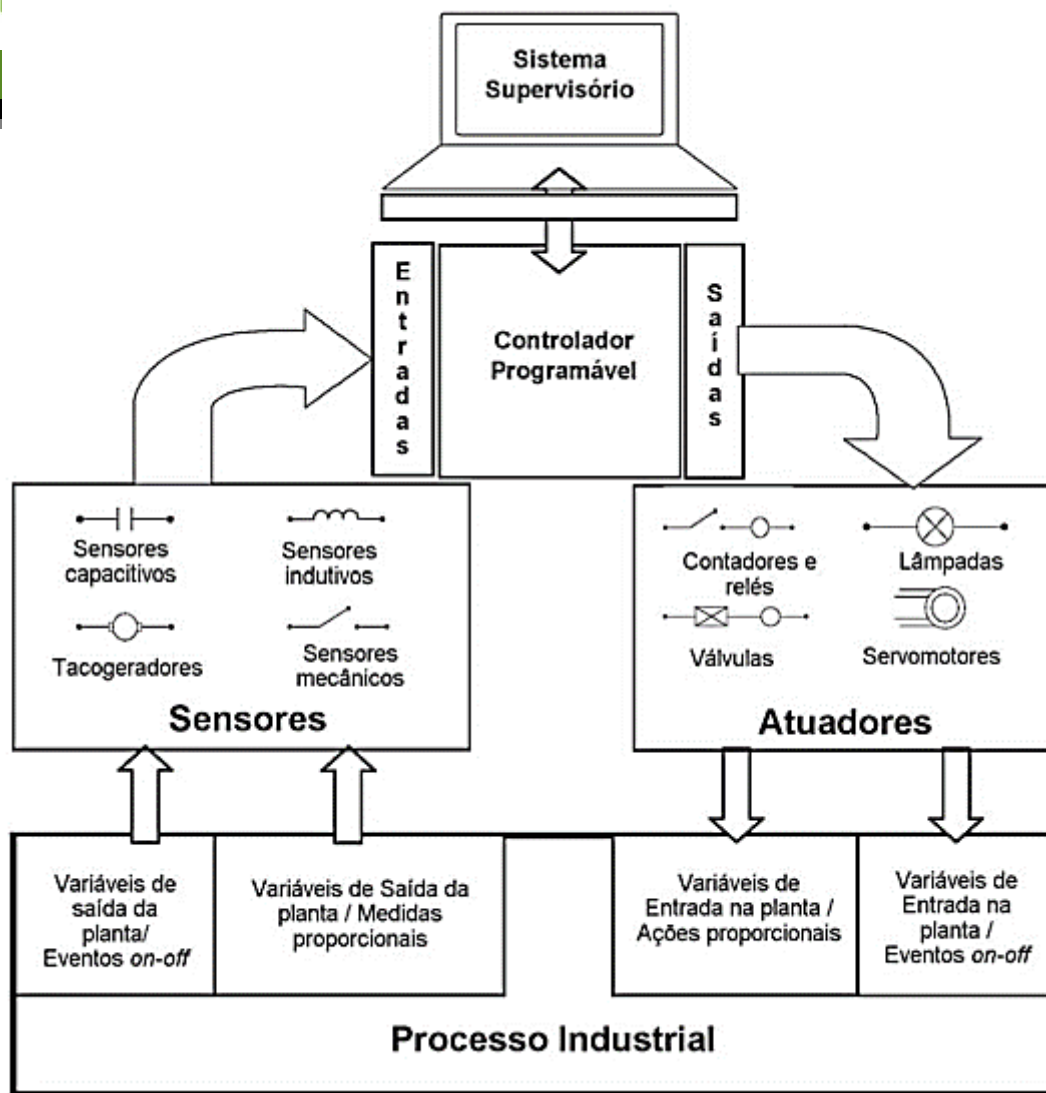 Sistema
Supervisório
Entradas
Controlador
Programável
Saídas
Sensores
capacitivos
Sensores
indutivos
Tacogeradores
Sensores
mecânicos
Sensores
Contadores e
relés
Lâmpadas
Válvulas
Servomotores
Atuadores
Variáveis de
saída da
planta/
Eventos on-off
Variáveis de Saída da
planta / Medidas
proporcionais
Variáveis de
Entrada na planta /
Ações proporcionais
Variáveis de
Entrada na
planta /
Eventos on-off
Processo Industrial